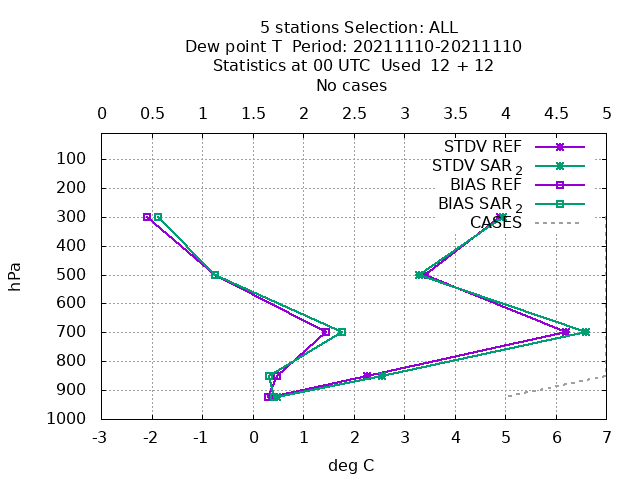 5 stations Selection: ALL
Dew point T  Period: 20211110-20211110
Statistics at 00 UTC  Used  12 + 12
No cases
0 0.5 1 1.5 2 2.5 3 3.5 4 4.5 5
STDV REF
STDV SAR 2
BIAS REF
BIAS SAR 2
CASES
100
200
300
400
500
600
700
800
900
1000
hPa
-3 -2 -1 0 1 2 3 4 5 6 7
deg C